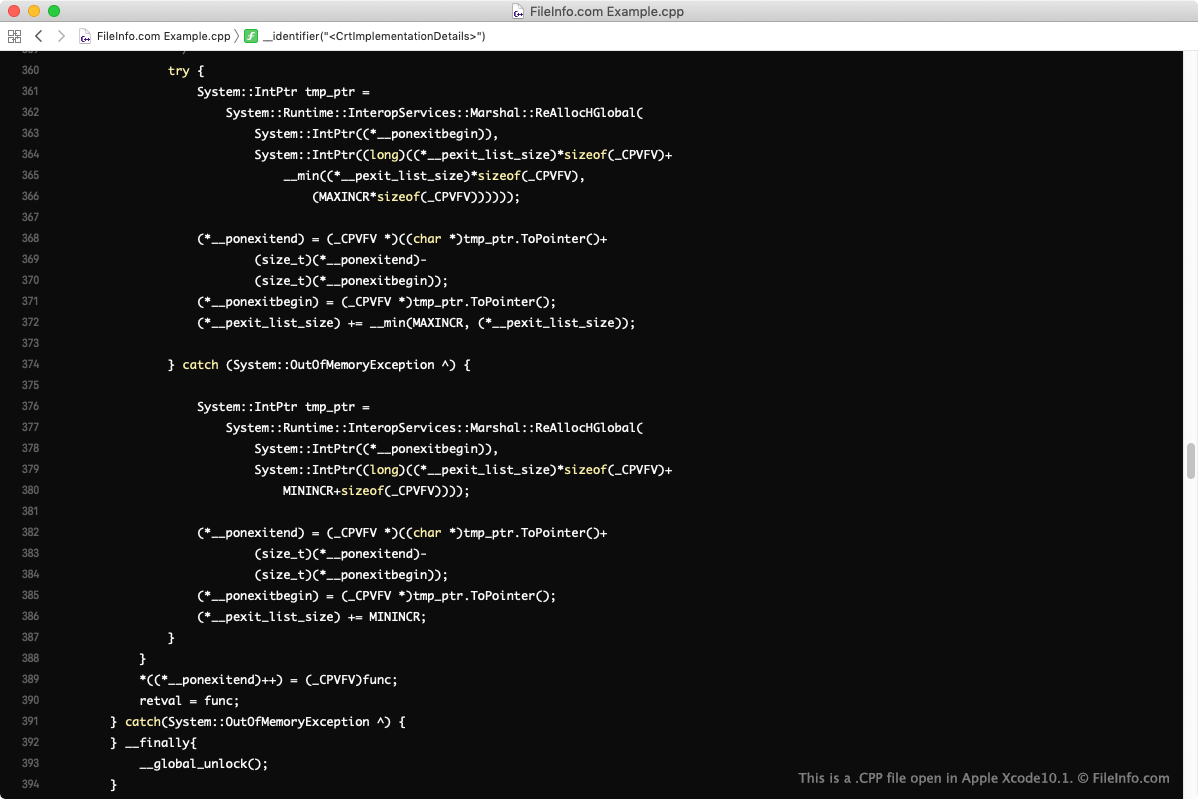 FileInfo.com Example.cpp
FileInfo.com Example.cpp 〉 f __identifier("<CrtImplementationDetails>")
360 try {
361 System::IntPtr tmp_ptr =
362 System::Runtime::InteropServices::Marshal::ReAllocHGlobal(
363 System::IntPtr((*__ponexitbegin)),
364 System::IntPtr((long)((*__pexit_list_size)*sizeof(_CPVFV)+
365 __min((*__pexit_list_size)*sizeof(_CPVFV),
366 (MAXINCR*sizeof(_CPVFV))))));
367
368 (*__ponexitend) = (_CPVFV *)((char *)tmp_ptr.ToPointer()+
369 (size_t)(*__ponexitend)-
370 (size_t)(*__ponexitbegin));
371 (*__ponexitbegin) = (_CPVFV *)tmp_ptr.ToPointer();
372 (*__pexit_list_size) += __min(MAXINCR, (*__pexit_list_size));
373
374 } catch (System::OutOfMemoryException ^) {
375
376 System::IntPtr tmp_ptr =
377 System::Runtime::InteropServices::Marshal::ReAllocHGlobal(
378 System::IntPtr((*__ponexitbegin)),
379 System::IntPtr((long)((*__pexit_list_size)*sizeof(_CPVFV)+
380 MININCR+sizeof(_CPVFV))));
381
382 (*__ponexitend) = (_CPVFV *)((char *)tmp_ptr.ToPointer()+
383 (size_t)(*__ponexitend)-
384 (size_t)(*__ponexitbegin));
385 (*__ponexitbegin) = (_CPVFV *)tmp_ptr.ToPointer();
386 (*__pexit_list_size) += MININCR;
387 }
388 }
389 *((*__ponexitend)++) = (_CPVFV)func;
390 retval = func;
391 } catch(System::OutOfMemoryException ^) {
392 } __finally{
393 __global_unlock();
394 }
This is a .CPP file open in Apple Xcode10.1. © FileInfo.com